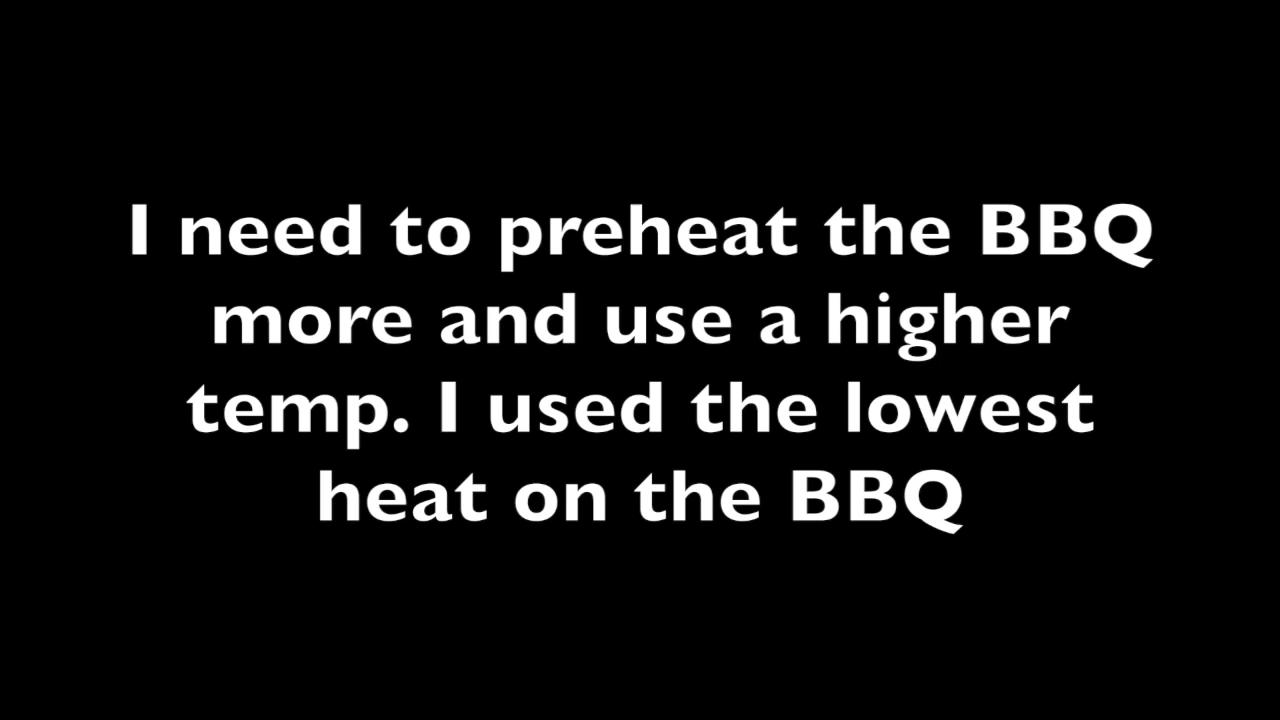 I need to preheat the BBQ
more and use a higher
temp. I used the lowest
heat on the BBQ